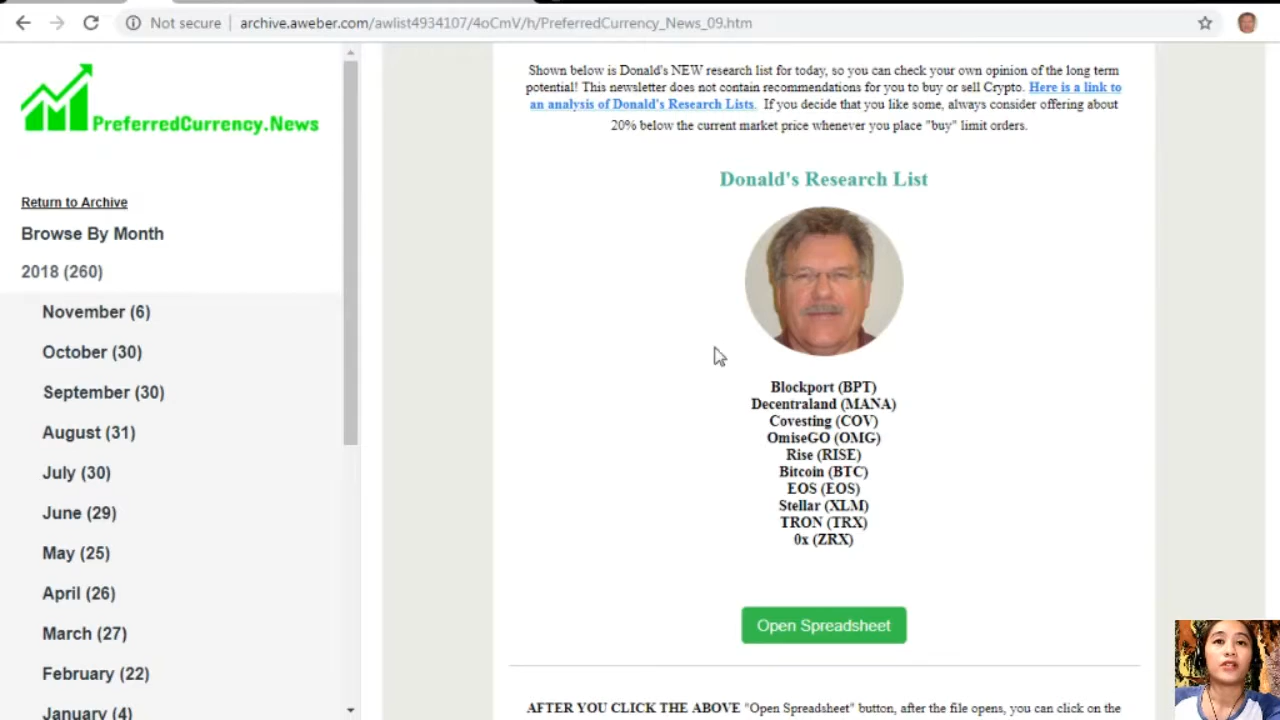 Not secure | archive.aweber.com/awlist4934107/4oCmV/h/PreferredCurrency_News_09.htm
PreferredCurrency.News
Return to Archive
Browse By Month
2018 (260)
November (6)
October (30)
September (30)
August (31)
July (30)
June (29)
May (25)
April (26)
March (27)
February (22)
January (4)
Shown below is Donald's NEW research list for today, so you can check your own opinion of the long term
potential! This newsletter does not contain recommendations for you to buy or sell Crypto. Here is a link to
an analysis of Donald's Research Lists. If you decide that you like some, always consider offering about
20% below the current market price whenever you place "buy" limit orders.
Donald's Research List
Blockport (BPT)
Decentraland (MANA)
Covesting (COV)
OmiseGO (OMG)
Rise (RISE)
Bitcoin (BTC)
EOS (EOS)
Stellar (XLM)
TRON (TRX)
0x (ZRX)
Open Spreadsheet
AFTER YOU CLICK THE ABOVE "Open Spreadsheet" button, after the file opens, you can click on the